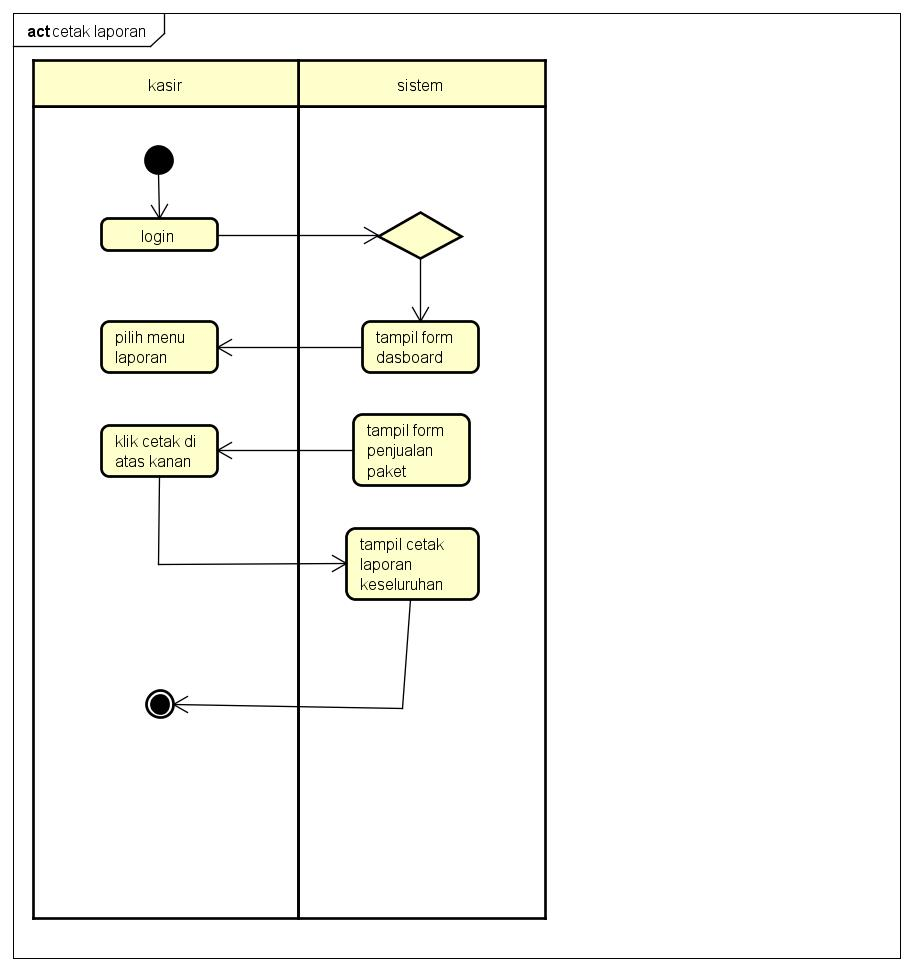 act cetak laporan
kasir
sistem
login
pilih menu
laporan
tampil form
dasboard
klik cetak di
atas kanan
tampil form
penjualan
paket
tampil cetak
laporan
keseluruhan